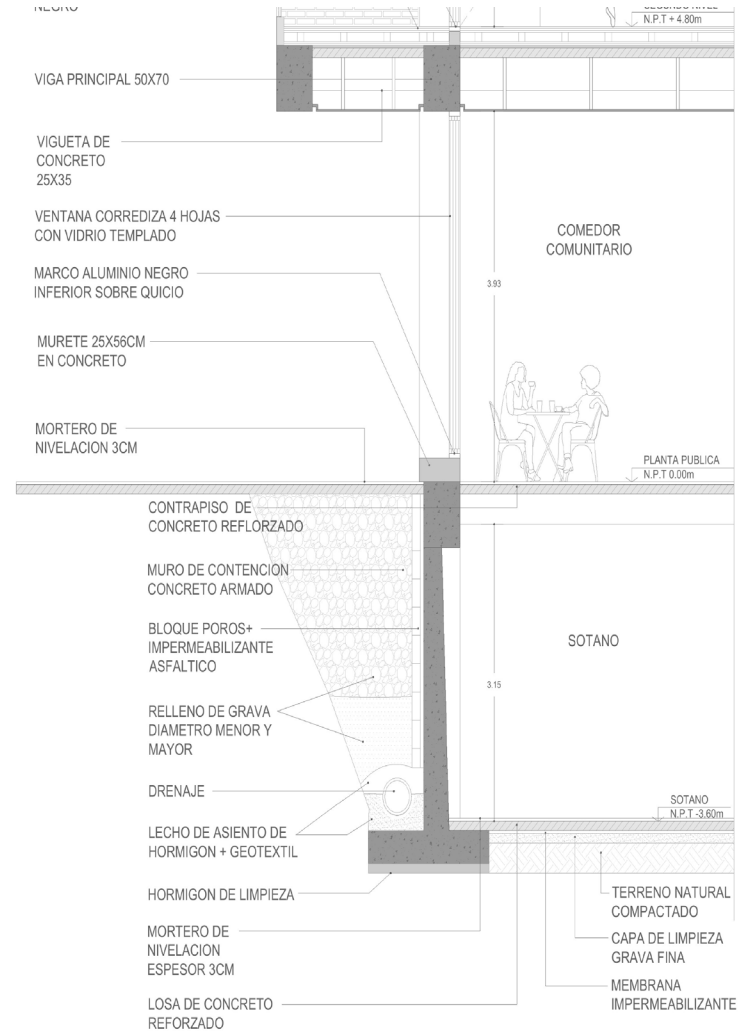 NEGRO
SEGUNDO NIVEL
N.P.T + 4.80m
VIGA PRINCIPAL 50X70
VIGUETA DE
CONCRETO
25X35
VENTANA CORREDIZA 4 HOJAS
CON VIDRIO TEMPLADO
COMEDOR
COMUNITARIO
MARCO ALUMINIO NEGRO
INFERIOR SOBRE QUICIO
3.93
MURETE 25X56CM
EN CONCRETO
MORTERO DE
NIVELACION 3CM
PLANTA PUBLICA
N.P.T 0.00m
CONTRAPISO DE
CONCRETO REFLORZADO
MURO DE CONTENCION
CONCRETO ARMADO
BLOQUE POROS+
IMPERMEABILIZANTE
ASFALTICO
SOTANO
3.15
RELLENO DE GRAVA
DIAMETRO MENOR Y
MAYOR
DRENAJE
SOTANO
N.P.T -3.60m
LECHO DE ASIENTO DE
HORMIGON + GEOTEXTIL
HORMIGON DE LIMPIEZA
TERRENO NATURAL
COMPACTADO
MORTERO DE
NIVELACION
ESPESOR 3CM
CAPA DE LIMPIEZA
GRAVA FINA
MEMBRANA
IMPERMEABILIZANTE
LOSA DE CONCRETO
REFORZADO